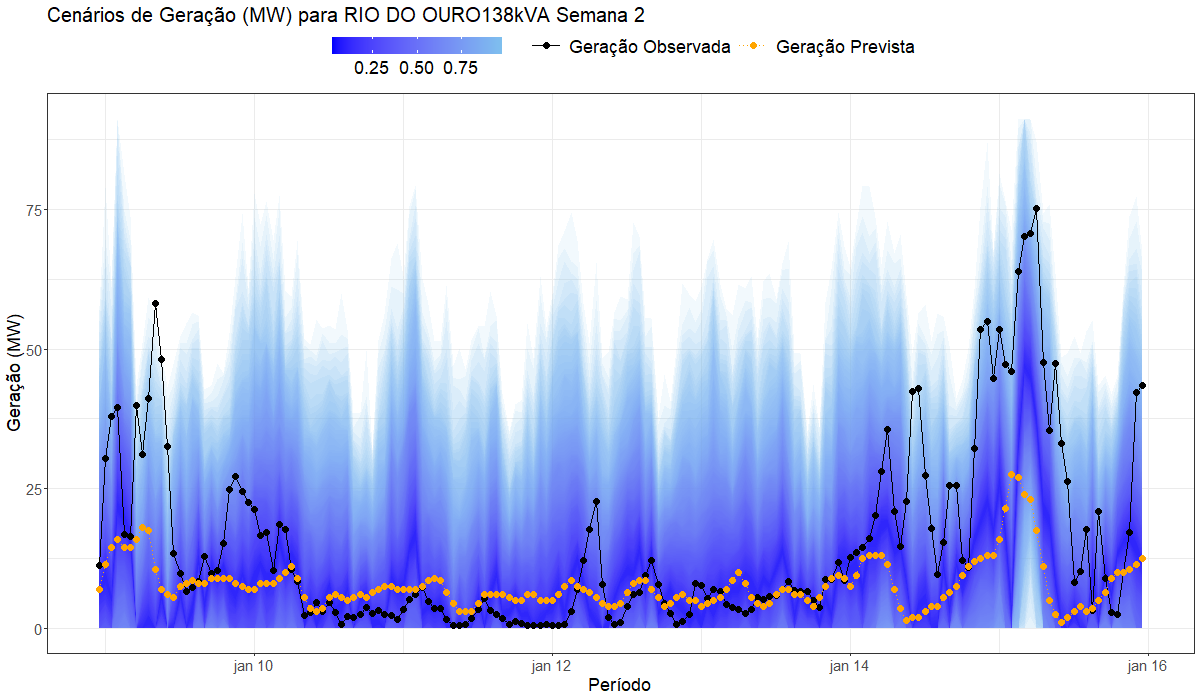 Cenários de Geração (MW) para RIO DO OURO138kVA Semana 2
0.25 0.50 0.75
Geração Observada
Geração Prevista
Geração (MW)
75
50
25
0
jan 10
jan 12
jan 14
jan 16
Período